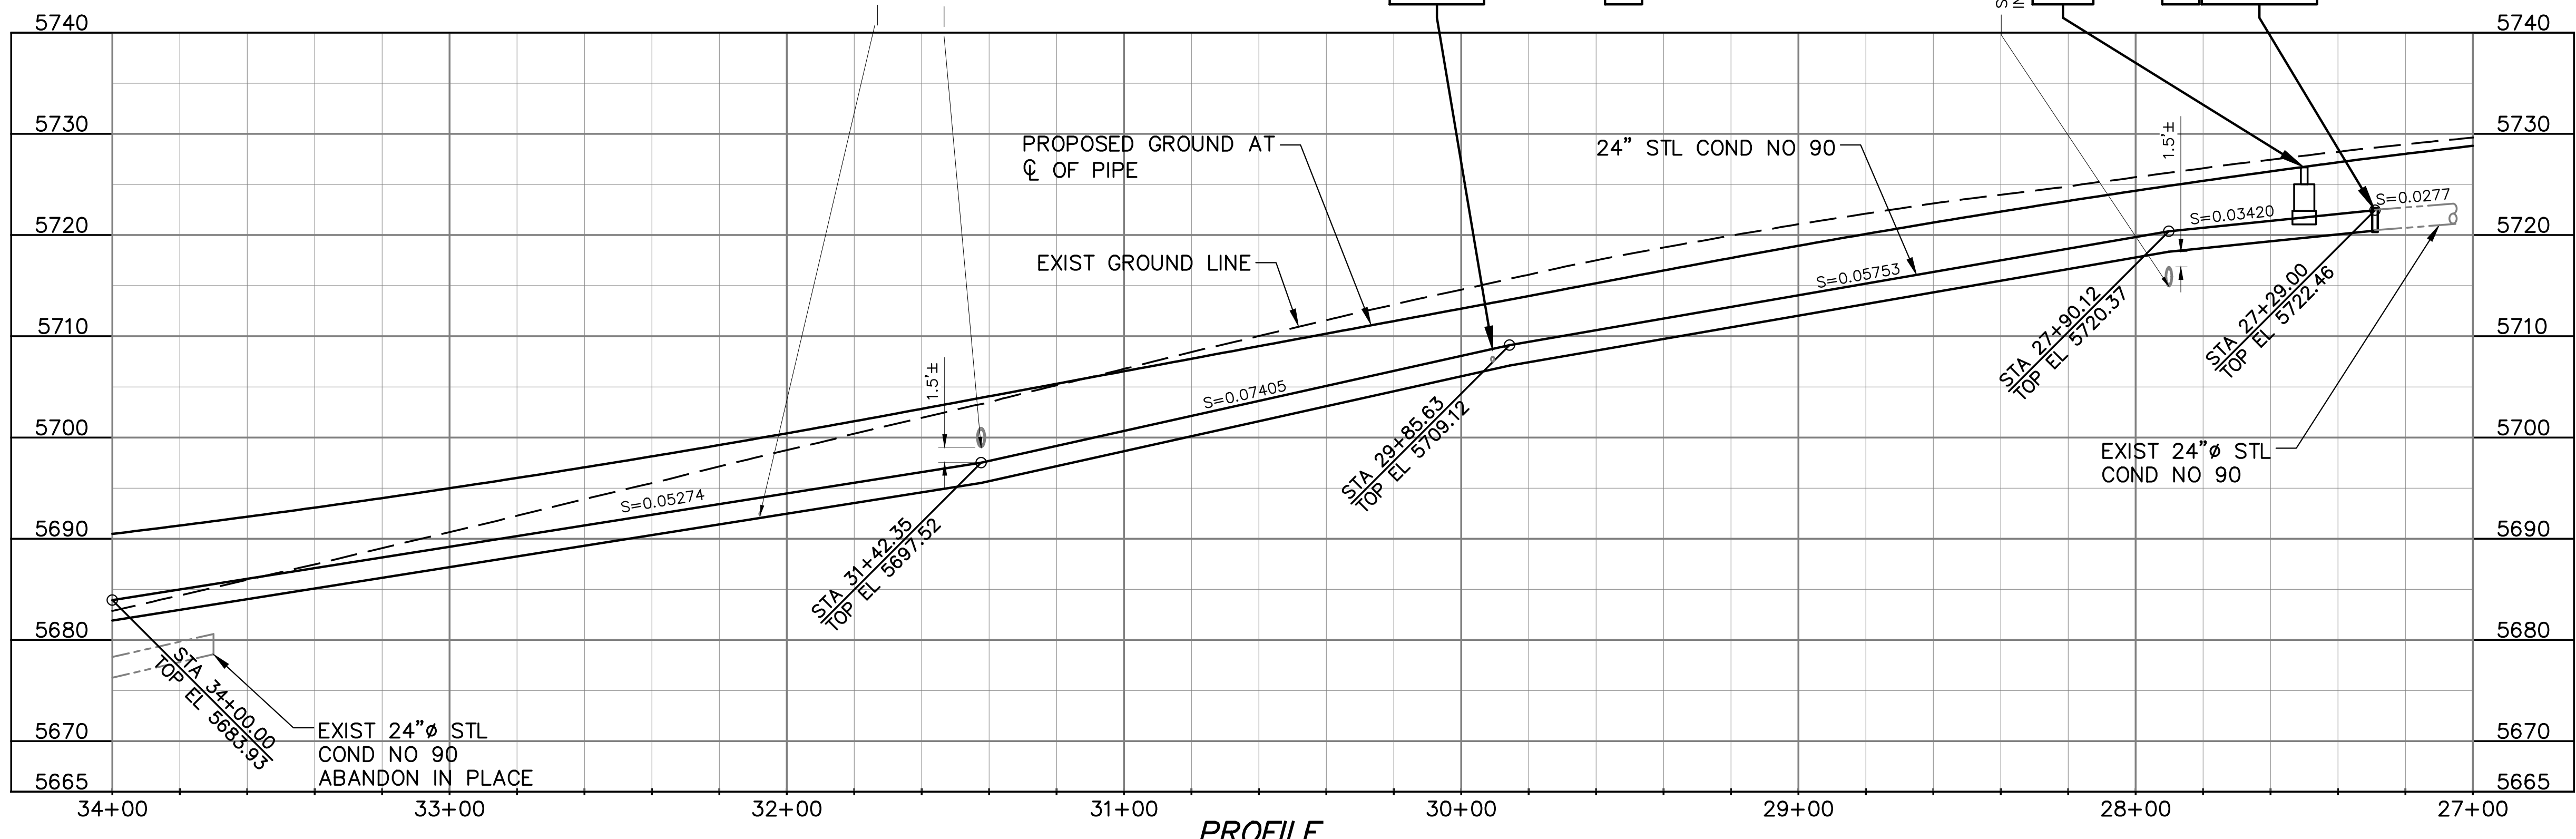 S
IN
5740
5740
5730
5730
PROPOSED GROUND AT
℄ OF PIPE
24" STL COND NO 90
1.5'±
EXIST GROUND LINE
S=0.0277
S=0.03420
5720
5720
S=0.05753
STA 27+90.12
TOP EL 5720.37
STA 27+29.00
TOP EL 5722.46
5710
5710
1.5'±
S=0.07405
STA 29+85.63
TOP EL 5709.12
5700
5700
EXIST 24"ø STL
COND NO 90
S=0.05274
STA 31+42.35
TOP EL 5697.52
5690
5690
5680
5680
STA 34+00.00
TOP EL 5683.93
EXIST 24"ø STL
COND NO 90
ABANDON IN PLACE
5670
5670
5665
5665
34+00
33+00
32+00
31+00
30+00
29+00
28+00
27+00
PROFILE